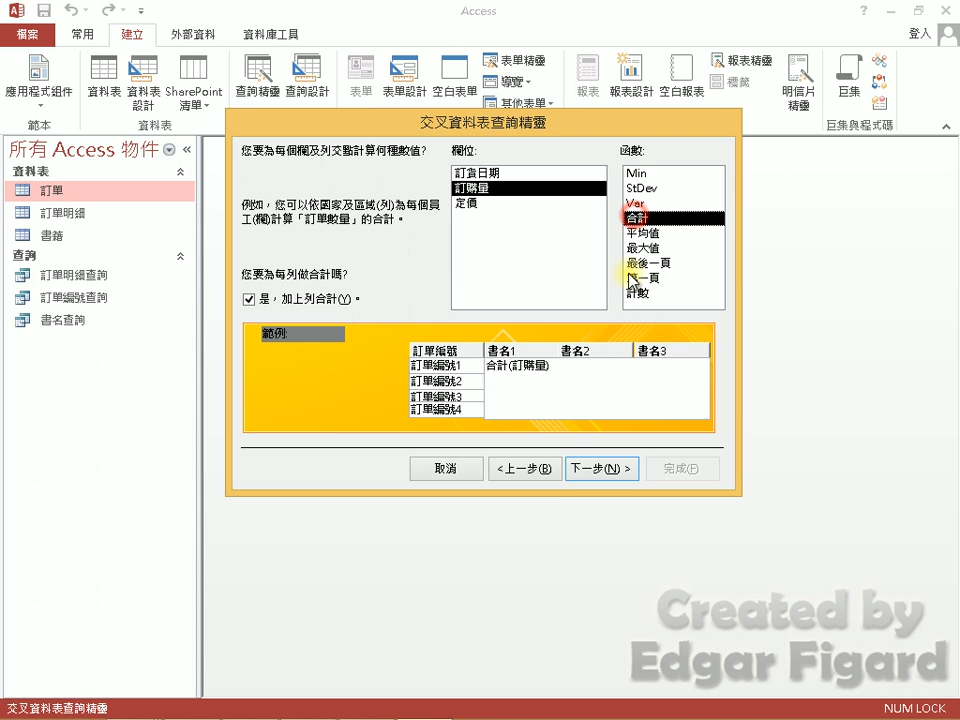 Access
登入
檔案
常用
建立
外部資料
資料庫工具
應用程式組件
資料表
資料表設計
SharePoint 清單
查詢精靈
查詢設計
表單
表單設計
空白表單
表單精靈
導覽
其他表單
報表
報表設計
空白報表
報表精靈
標籤
明信片精靈
巨集
範本
資料表
巨集與程式碼
所有 Access 物件
資料表
訂單
訂單明細
書籍
查詢
訂單明細查詢
訂單編號查詢
書名查詢
交叉資料表查詢精靈
您要為每個欄及列交點計算何種數值?
例如，您可以依國家及區域(列)為每個員
工(欄)計算「訂單數量」的合計。
您要為每列做合計嗎?
是，加上列合計(Y)。
欄位:
訂貨日期
訂購量
定價
函數:
Min
StDev
Var
合計
平均值
最大值
最後一頁
一頁
計數
範例:
訂單編號 書名1 書名2 書名3
訂單編號1 合計(訂購量)
訂單編號2
訂單編號3
訂單編號4
取消
<上一步(B)
下一步(N) >
完成(F)
Created by
Edgar Figard
交叉資料表查詢精靈
NUM LOCK